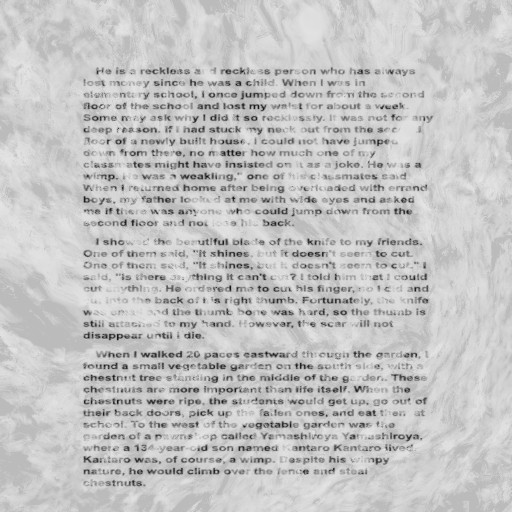 He is a reckless and reckless person who has always
lost money since he was a child. When I was in
elementary school, I once jumped down from the second
floor of the school and lost my waist for about a week.
Some may ask why I did it so recklessly. It was not for any
deep reason. If I had stuck my neck out from the
floor of a newly built house, I could not have jumped
down from there, no matter how much one of my
classmates might have insisted on it as a joke. He was a
wimp. He was a weakling," one of his classmates said.
When I returned home after being overloaded with errand
boys, my father looked at me with wide eyes and asked
me if there was anyone who could jump down from the
second floor and not lose his back.
I showed the beautiful blade of the knife to my friends.
One of them said, "It shines, but it doesn't seem to cut.
One of them said, "It shines, but it doesn't seem to cut." I
said, "Is there anything it can't cut? I told him that I could
cut anything. He ordered me to cut his finger, so I did and
cut into the back of his right thumb. Fortunately, the knife
was small and the thumb bone was hard, so the thumb is
still attached to my hand. However, the scar will not
disappear until I die.
When I walked 20 paces eastward through the garden, I
found a small vegetable garden on the south side, with a
chestnut tree standing in the middle of the garden. These
chestnuts are more important than life itself. When the
chestnuts were ripe, the students would get up, go out of
their back doors, pick up the fallen ones, and eat them at
school. To the west of the vegetable garden was the
garden of a pawnshop called Yamashiroya Yamashiroya,
where a 134-year-old son named Kantaro Kantaro lived.
Kantaro was, of course, a wimp. Despite his wimpy
nature, he would climb over the fence and steal
chestnuts.